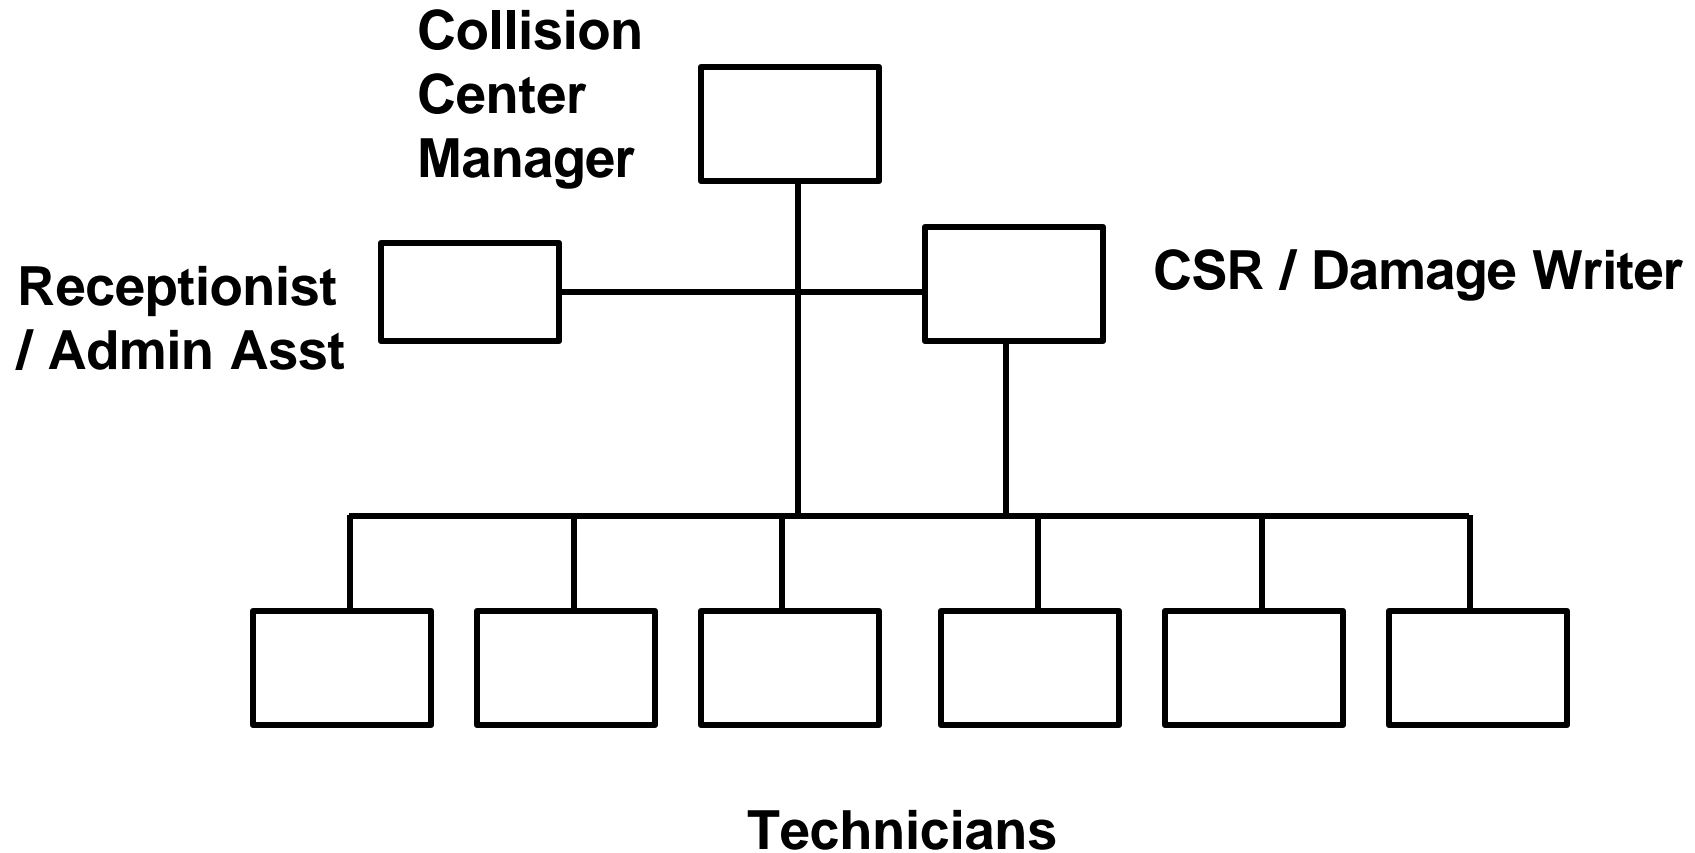 Collision
Center
Manager
Receptionist
/ Admin Asst
CSR / Damage Writer
Technicians